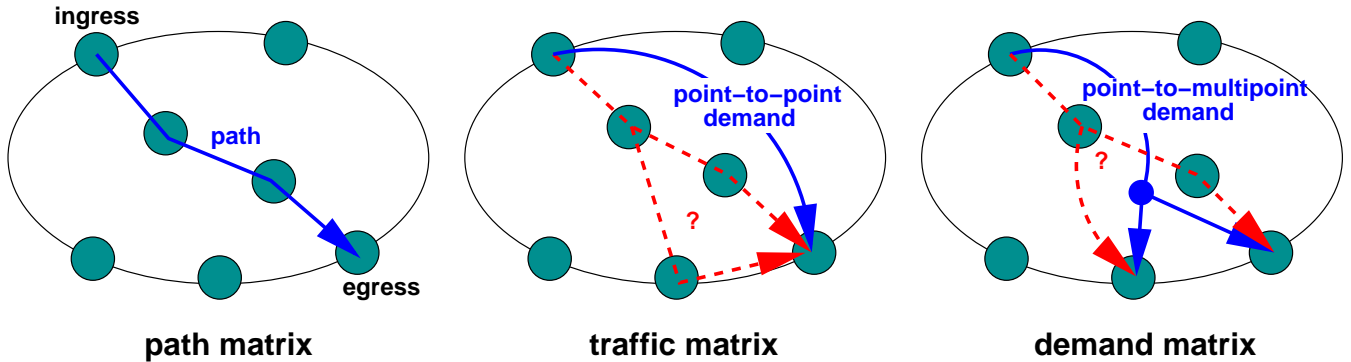 ingress
path
egress
path matrix
point−to−point
demand
?
traffic matrix
point−to−multipoint
demand
?
demand matrix